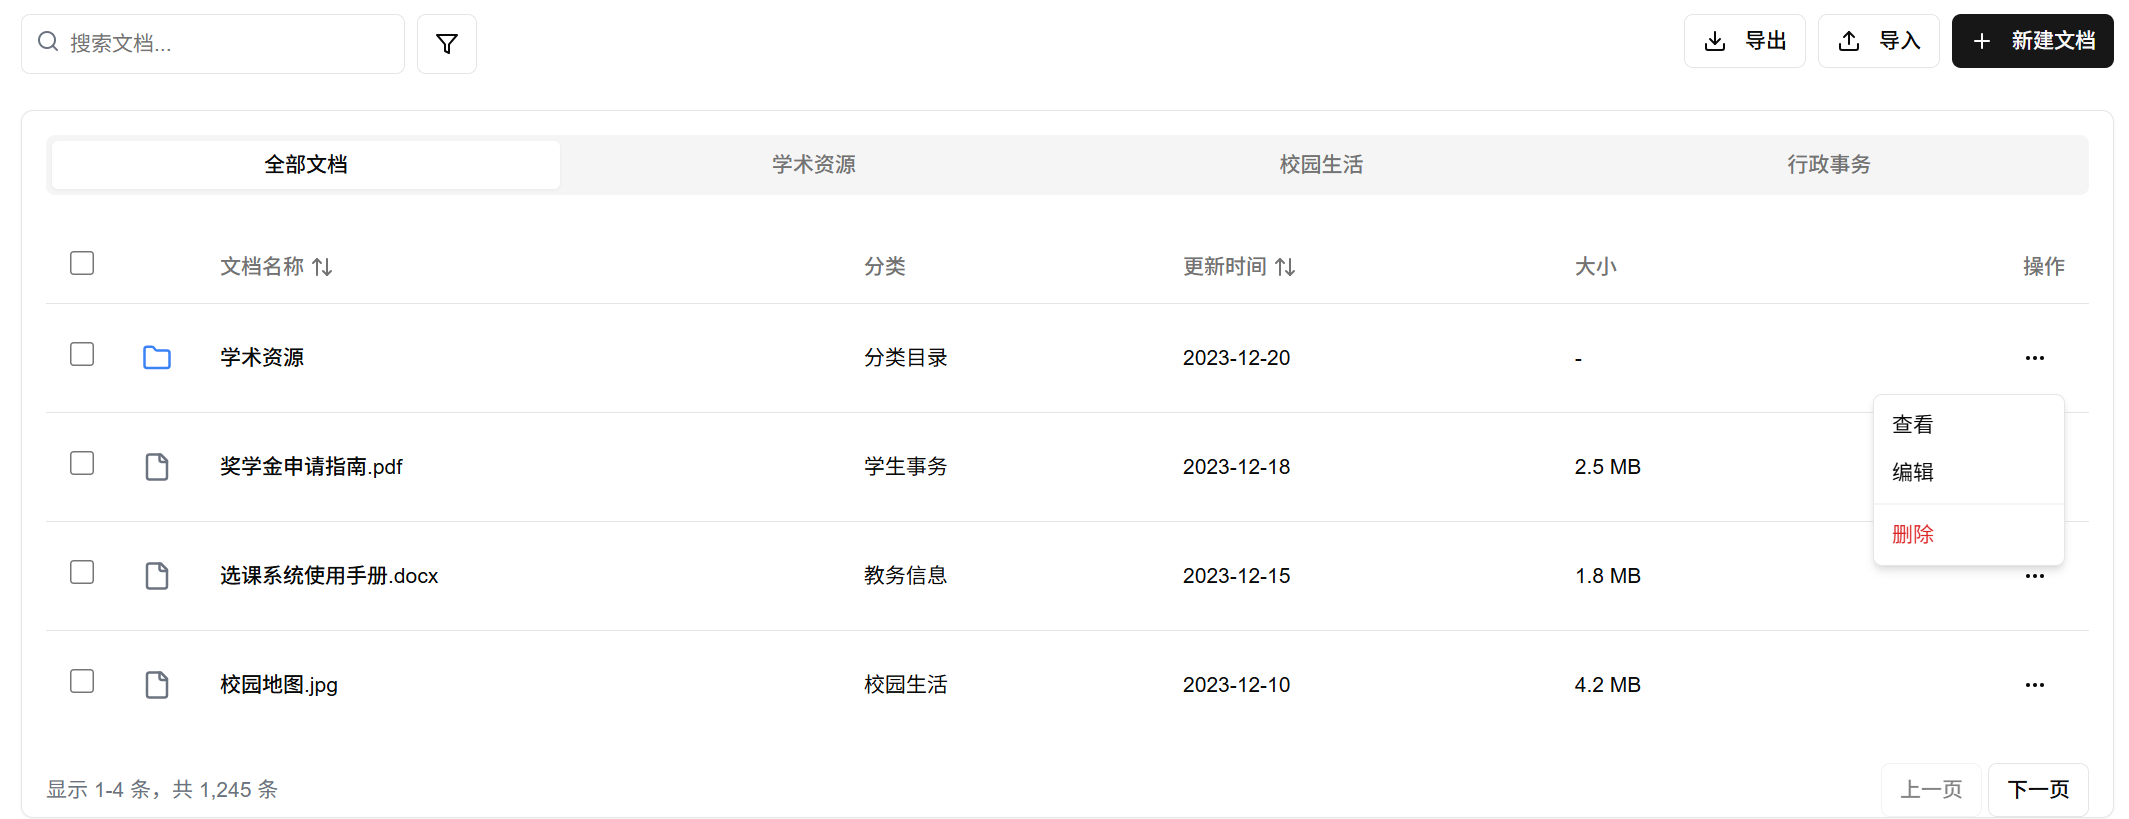 搜索文档...
导出 导入 新建文档
全部文档 学术资源 校园生活 行政事务
文档名称 分类 更新时间 大小 操作
学术资源 分类目录 2023-12-20 -
查看
奖学金申请指南.pdf 学生事务 2023-12-18 2.5 MB
编辑
删除
选课系统使用手册.docx 教务信息 2023-12-15 1.8 MB
校园地图.jpg 校园生活 2023-12-10 4.2 MB
显示 1-4 条，共 1,245 条
上一页 下一页